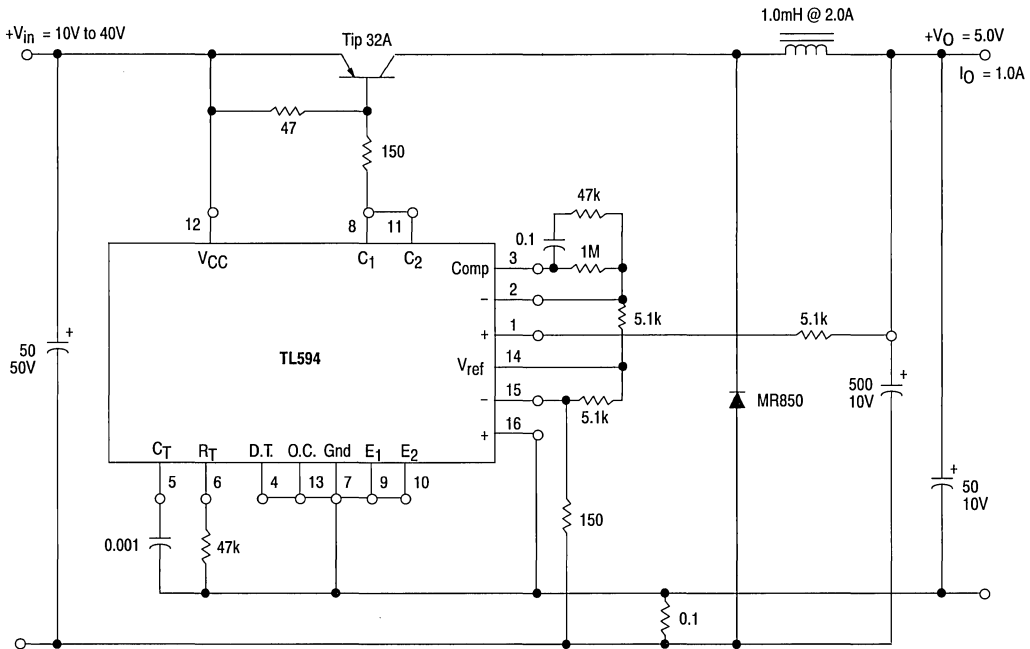 1.0mH @ 2.0A
+Vin = 10V to 40V
Tip 32A
+VO = 5.0V
IO = 1.0A
47
150
47k
12
8
11
0.1
1M
VCC
C1
C2
Comp
3
−
2
5.1k
+
1
5.1k
50
50V
+
TL594
Vref
14
−
15
5.1k
+
16
500
10V
+
MR850
CT
RT
D.T.
O.C.
Gnd
E1
E2
5
6
4
13
7
9
10
50
10V
+
150
0.001
47k
0.1